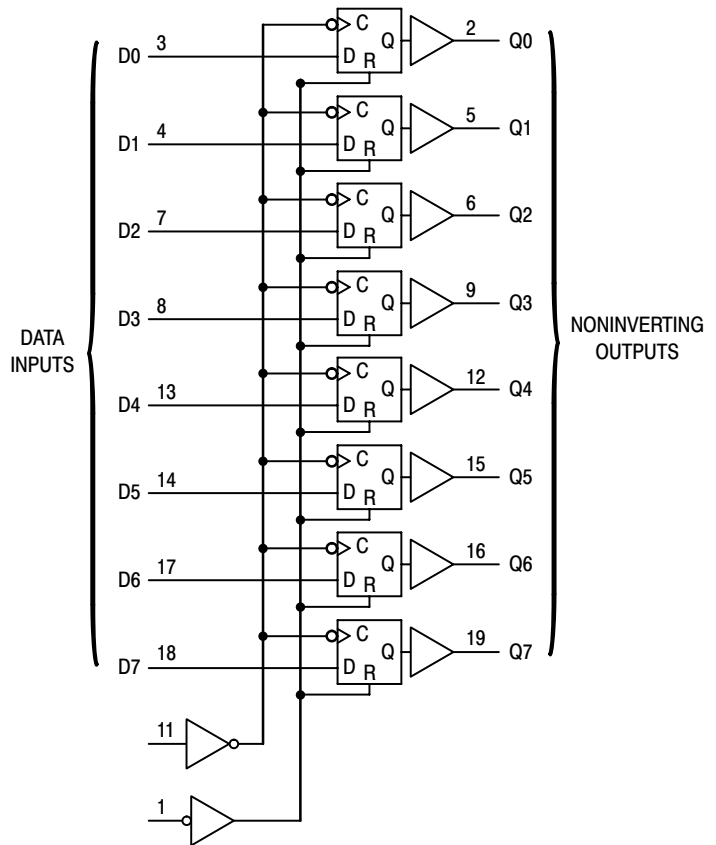 C
Q
D
R
2
Q0
3
D0
C
Q
D
R
5
Q1
4
D1
C
Q
D
R
6
Q2
7
D2
C
Q
D
R
9
Q3
8
D3
DATA
INPUTS
NONINVERTING
OUTPUTS
C
Q
D
R
12
Q4
13
D4
C
Q
D
R
15
Q5
14
D5
C
Q
D
R
16
Q6
17
D6
C
Q
D
R
19
Q7
18
D7
11
1